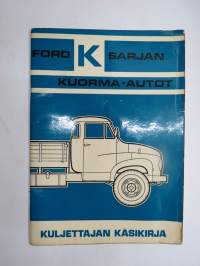 FORD K SARJAN
KUORMA-AUTOT
KULJETTAJAN KÄSIKIRJA